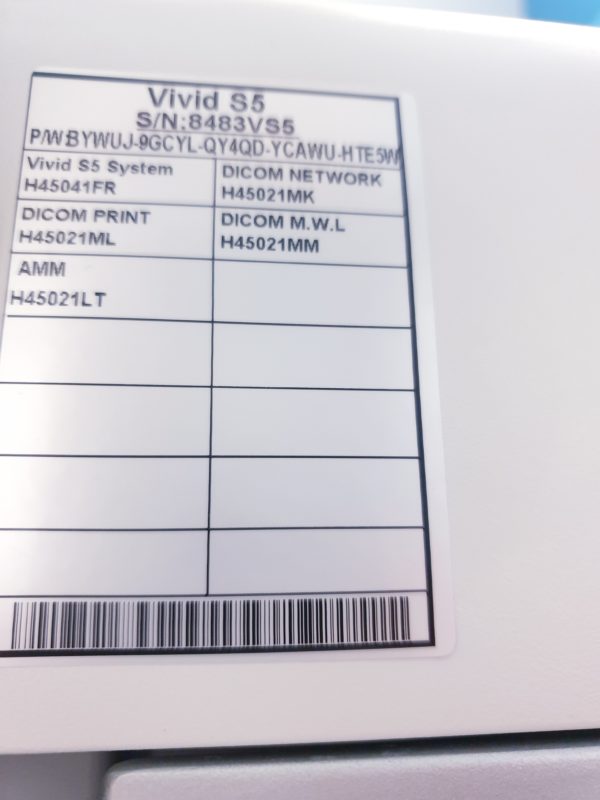 Vivid S5
S/N:8483VS5
P/W:BYWUJ-9GCYL-QY4QD-YCAWU-HTE5W
Vivid S5 System
H45041FR
DICOM NETWORK
H45021MK
DICOM PRINT
H45021ML
DICOM M.W.L
H45021MM
AMM
H45021LT